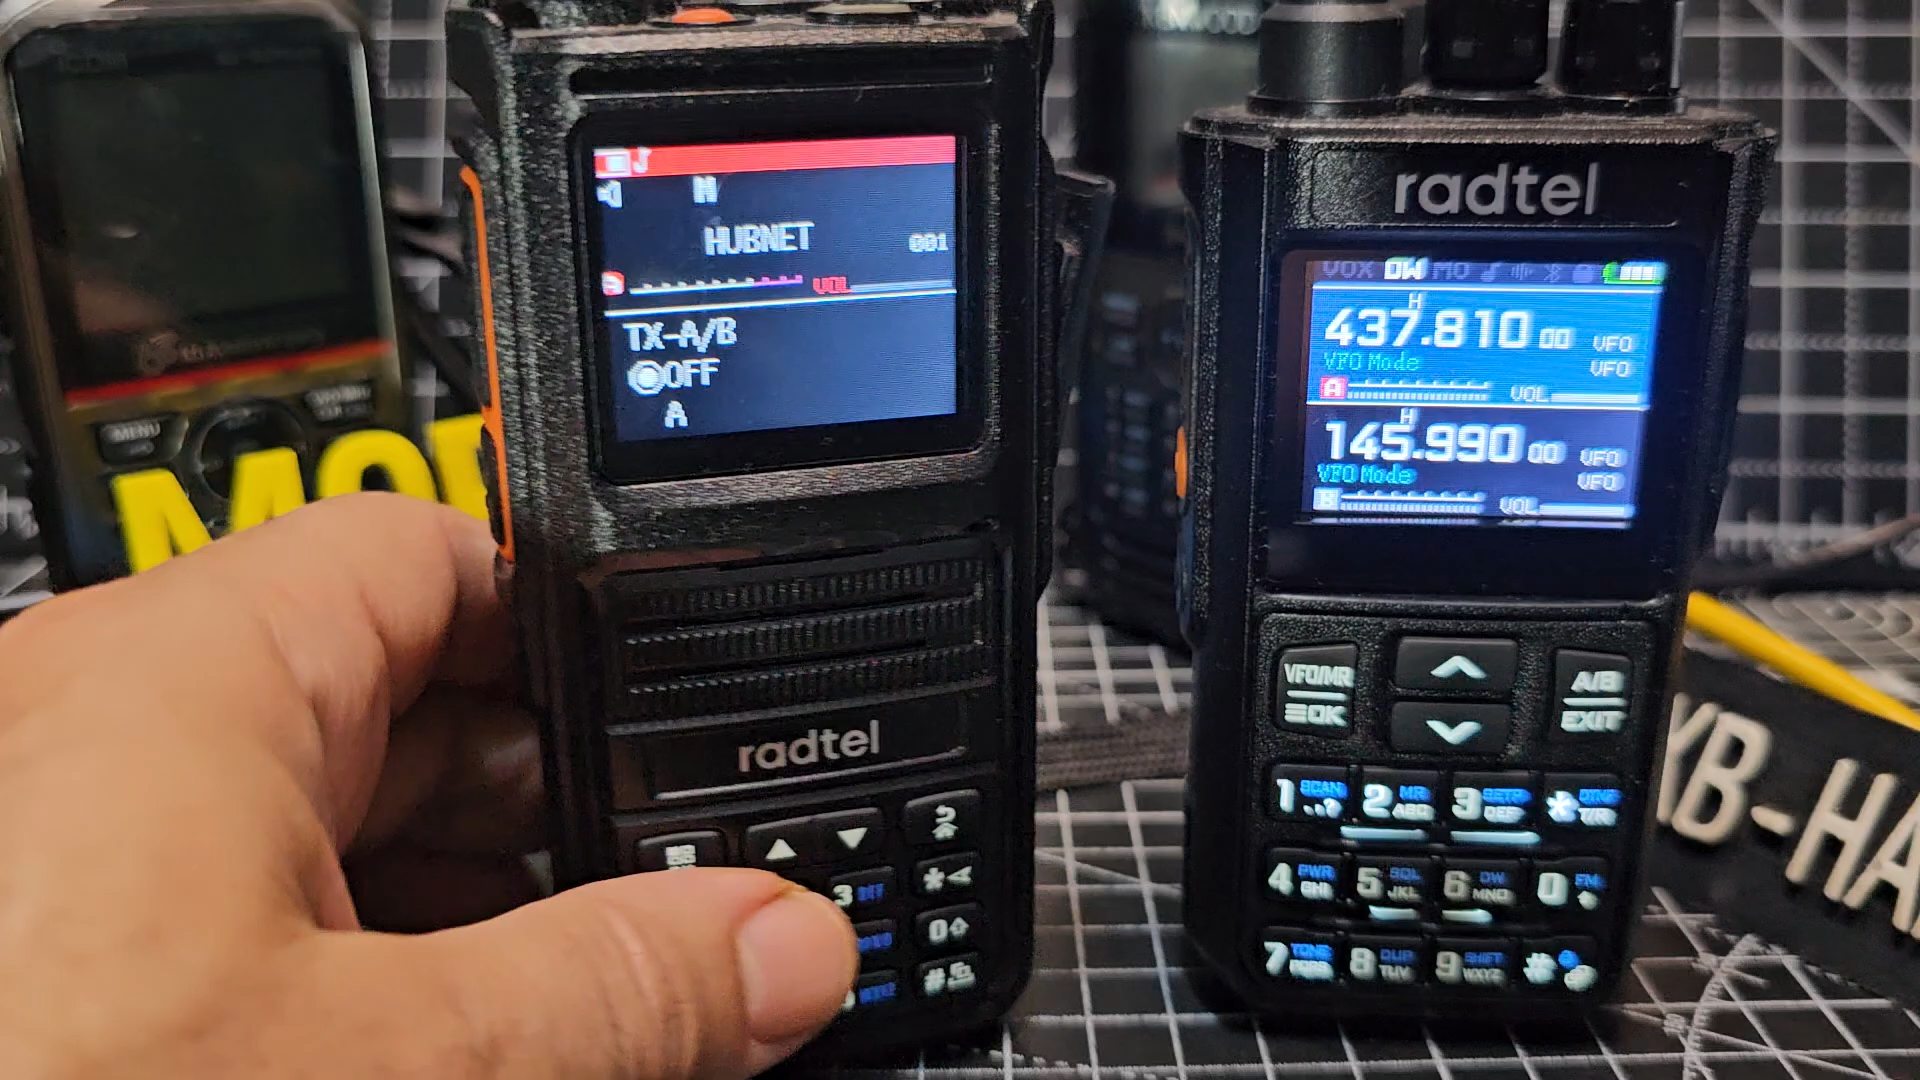 ICOM
MENU
MOD
H
HUBNET
001
A
VOL
TX-A/B
OFF
A
radtel
3 DEF
*
0
#
radtel
VOX DW MO
H
437.810 00 VFO
VFO Mode VFO
A VOL
H
145.990 00 VFO
VFO Mode VFO
B VOL
VFO/MR
OK
A/B
EXIT
1 SCAN
2 MR ABC
3 SETP DEF
* DTMF
4 PWR GHI
5 SQL JKL
6 DW MNO
0 FM
7 TONE PQRS
8 DUP TUV
9 SHIFT WXYZ
#
XB-HA